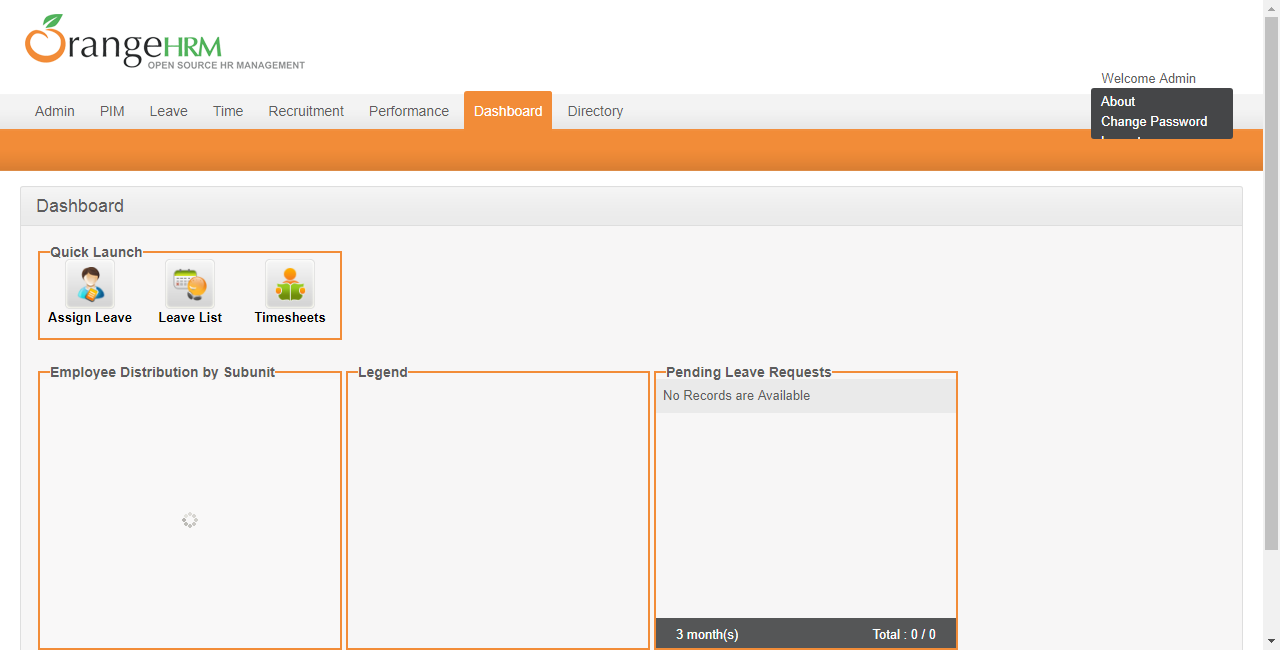 rangeHRM
OPEN SOURCE HR MANAGEMENT
Welcome Admin
Admin PIM Leave Time Recruitment Performance Dashboard Directory
About
Change Password
Dashboard
Quick Launch
Assign Leave Leave List Timesheets
Employee Distribution by Subunit Legend Pending Leave Requests
No Records are Available
3 month(s) Total : 0 / 0